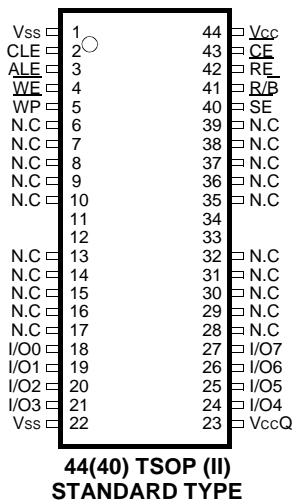 Vss 1 44 Vcc
CLE 2 43 CE
ALE 3 42 RE
WE 4 41 R/B
WP 5 40 SE
N.C 6 39 N.C
N.C 7 38 N.C
N.C 8 37 N.C
N.C 9 36 N.C
N.C 10 35 N.C
11 34
12 33
N.C 13 32 N.C
N.C 14 31 N.C
N.C 15 30 N.C
N.C 16 29 N.C
N.C 17 28 N.C
I/O0 18 27 I/O7
I/O1 19 26 I/O6
I/O2 20 25 I/O5
I/O3 21 24 I/O4
Vss 22 23 VccQ
44(40) TSOP (II)
STANDARD TYPE